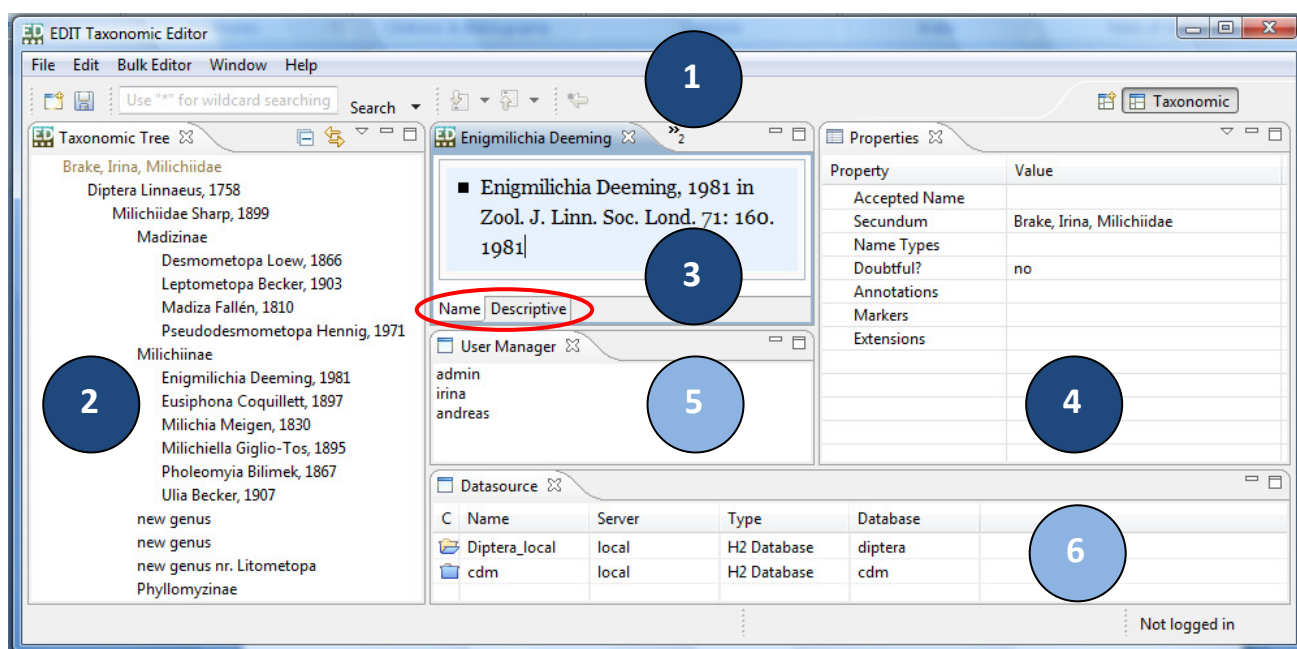 EDIT Taxonomic Editor
File Edit Bulk Editor Window Help
1
Use "*" for wildcard searching Search
Taxonomic
Taxonomic Tree
Brake, Irina, Milichiidae
Diptera Linnaeus, 1758
Milichiidae Sharp, 1899
Madizinae
Desmometopa Loew, 1866
Leptometopa Becker, 1903
Madiza Fallén, 1810
Pseudodesmometopa Hennig, 1971
Milichiinae
Enigmilichia Deeming, 1981
Eusiphona Coquillett, 1897
Milichia Meigen, 1830
Milichiella Giglio-Tos, 1895
Pholeomyia Bilimek, 1867
Ulia Becker, 1907
new genus
new genus
new genus nr. Litometopa
Phyllomyzinae
2
Enigmilichia Deeming »2
■ Enigmilichia Deeming, 1981 in
Zool. J. Linn. Soc. Lond. 71: 160.
1981
3
Name Descriptive
User Manager
admin
irina
andreas
5
Properties
Property Value
Accepted Name
Secundum Brake, Irina, Milichiidae
Name Types
Doubtful? no
Annotations
Markers
Extensions
4
Datasource
C Name Server Type Database
Diptera_local local H2 Database diptera
cdm local H2 Database cdm
6
Not logged in